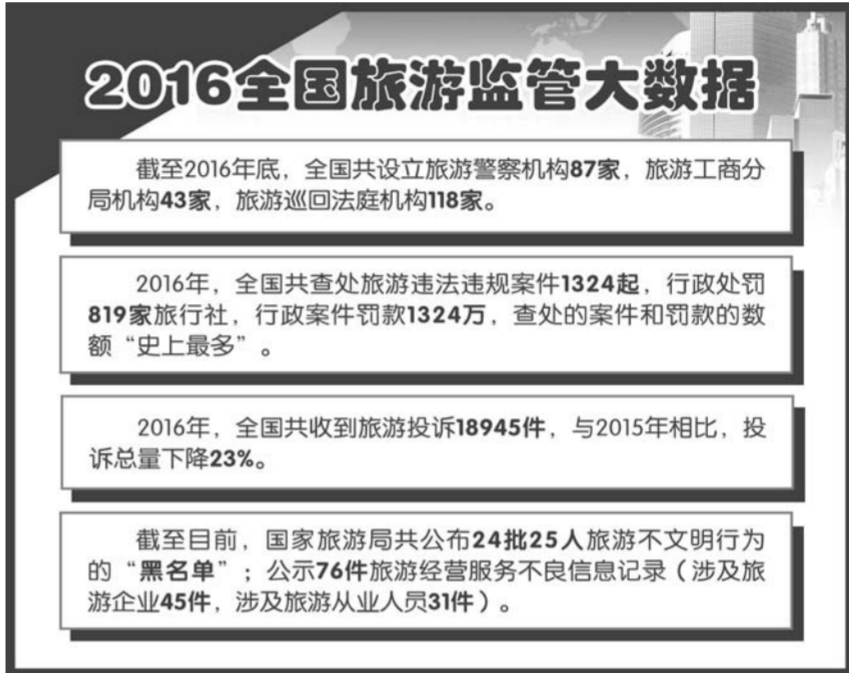 2016全国旅游监管大数据
截至2016年底，全国共设立旅游警察机构87家，旅游工商分
局机构43家，旅游巡回法庭机构118家。
2016年，全国共查处旅游违法违规案件1324起，行政处罚
819家旅行社，行政案件罚款1324万，查处的案件和罚款的数
额“史上最多”。
2016年，全国共收到旅游投诉18945件，与2015年相比，投
诉总量下降23%。
截至目前，国家旅游局共公布24批25人旅游不文明行为
的“黑名单”；公示76件旅游经营服务不良信息记录（涉及旅
游企业45件，涉及旅游从业人员31件）。